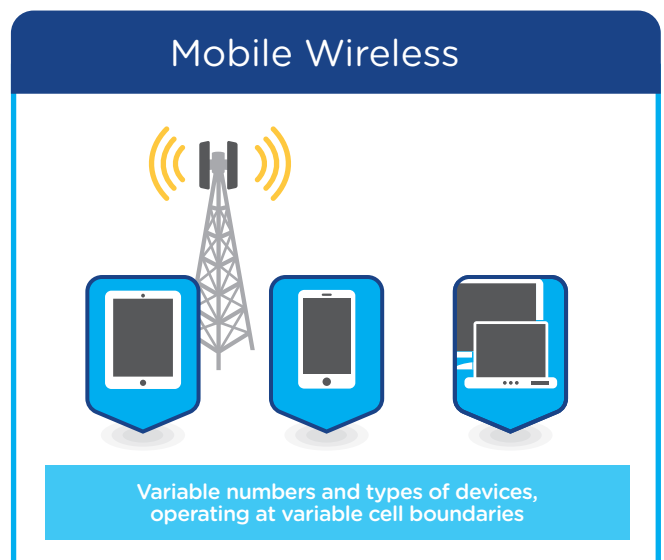 Mobile Wireless
Variable numbers and types of devices,
operating at variable cell boundaries